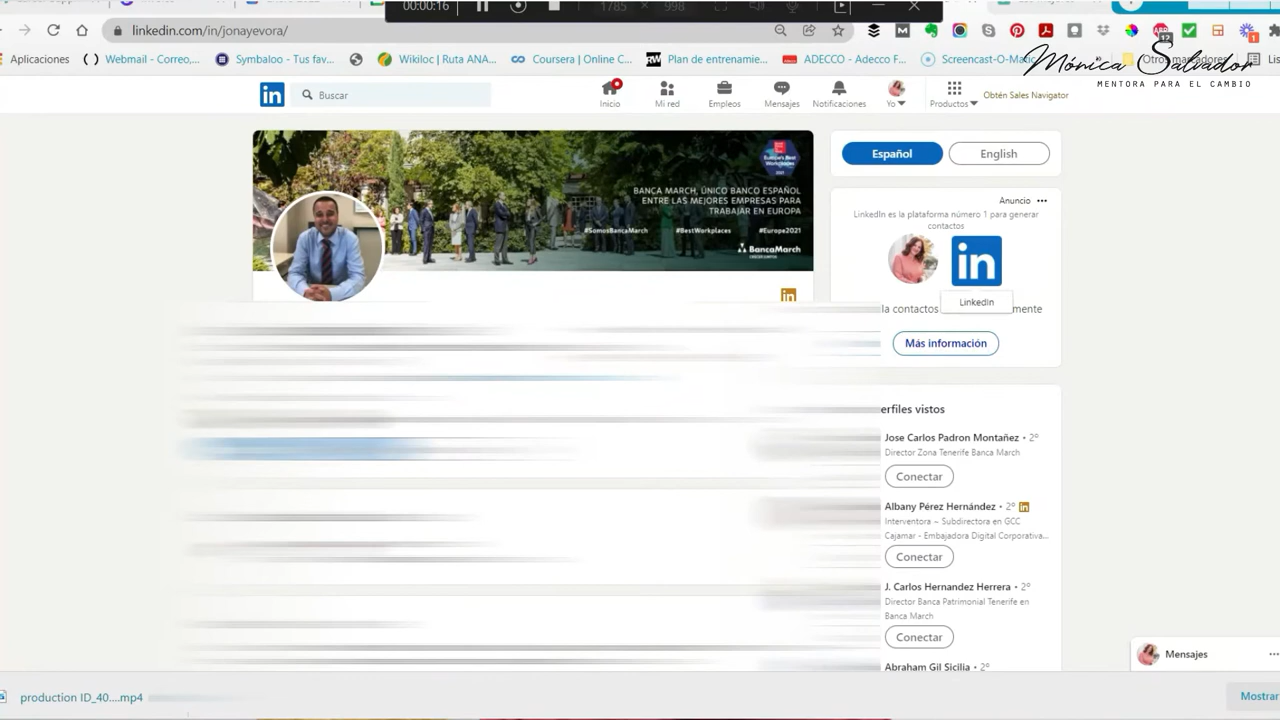 00:00:16
1785 × 998
Aplicaciones
Webmail - Correo,...
Symbaloo - Tus fav...
Wikiloc | Ruta ANA...
Coursera | Online C...
Plan de entrenamie...
ADECCO - Adecco F...
Screencast-O-Matic
Otros marcadores
Mónica Salvador
MENTORA PARA EL CAMBIO
in
Buscar
Inicio
Mi red
Empleos
Mensajes
Notificaciones
Yo
Productos
Obtén Sales Navigator
BANCA MARCH, ÚNICO BANCO ESPAÑOL
ENTRE LAS MEJORES EMPRESAS PARA
TRABAJAR EN EUROPA
#SomosBancaMarch #BestWorkplaces #Europe2021
BancaMarch
Español
English
Anuncio
LinkedIn es la plataforma número 1 para generar
contactos
in
LinkedIn
la contactos mente
Más información
erfiles vistos
Jose Carlos Padron Montañez • 2º
Director Zona Tenerife Banca March
Conectar
Albany Pérez Hernández • 2º
Interventora ~ Subdirectora en GCC
Cajamar - Embajadora Digital Corporativa...
Conectar
J. Carlos Hernandez Herrera • 2º
Director Banca Patrimonial Tenerife en
Banca March
Conectar
Abraham Gil Sicilia • 2º
Mensajes
production ID_40....mp4
Mostrar